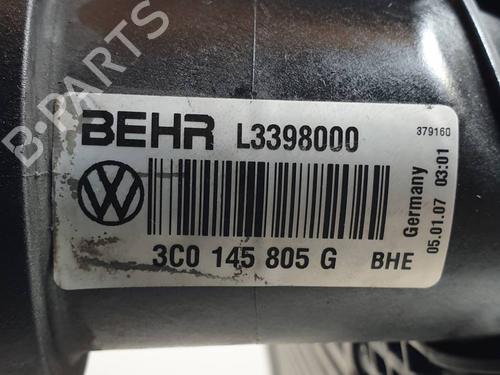 B-PARTS
BEHR L3398000
379160
3C0 145 805 G BHE
Germany
05.01.07 03:01